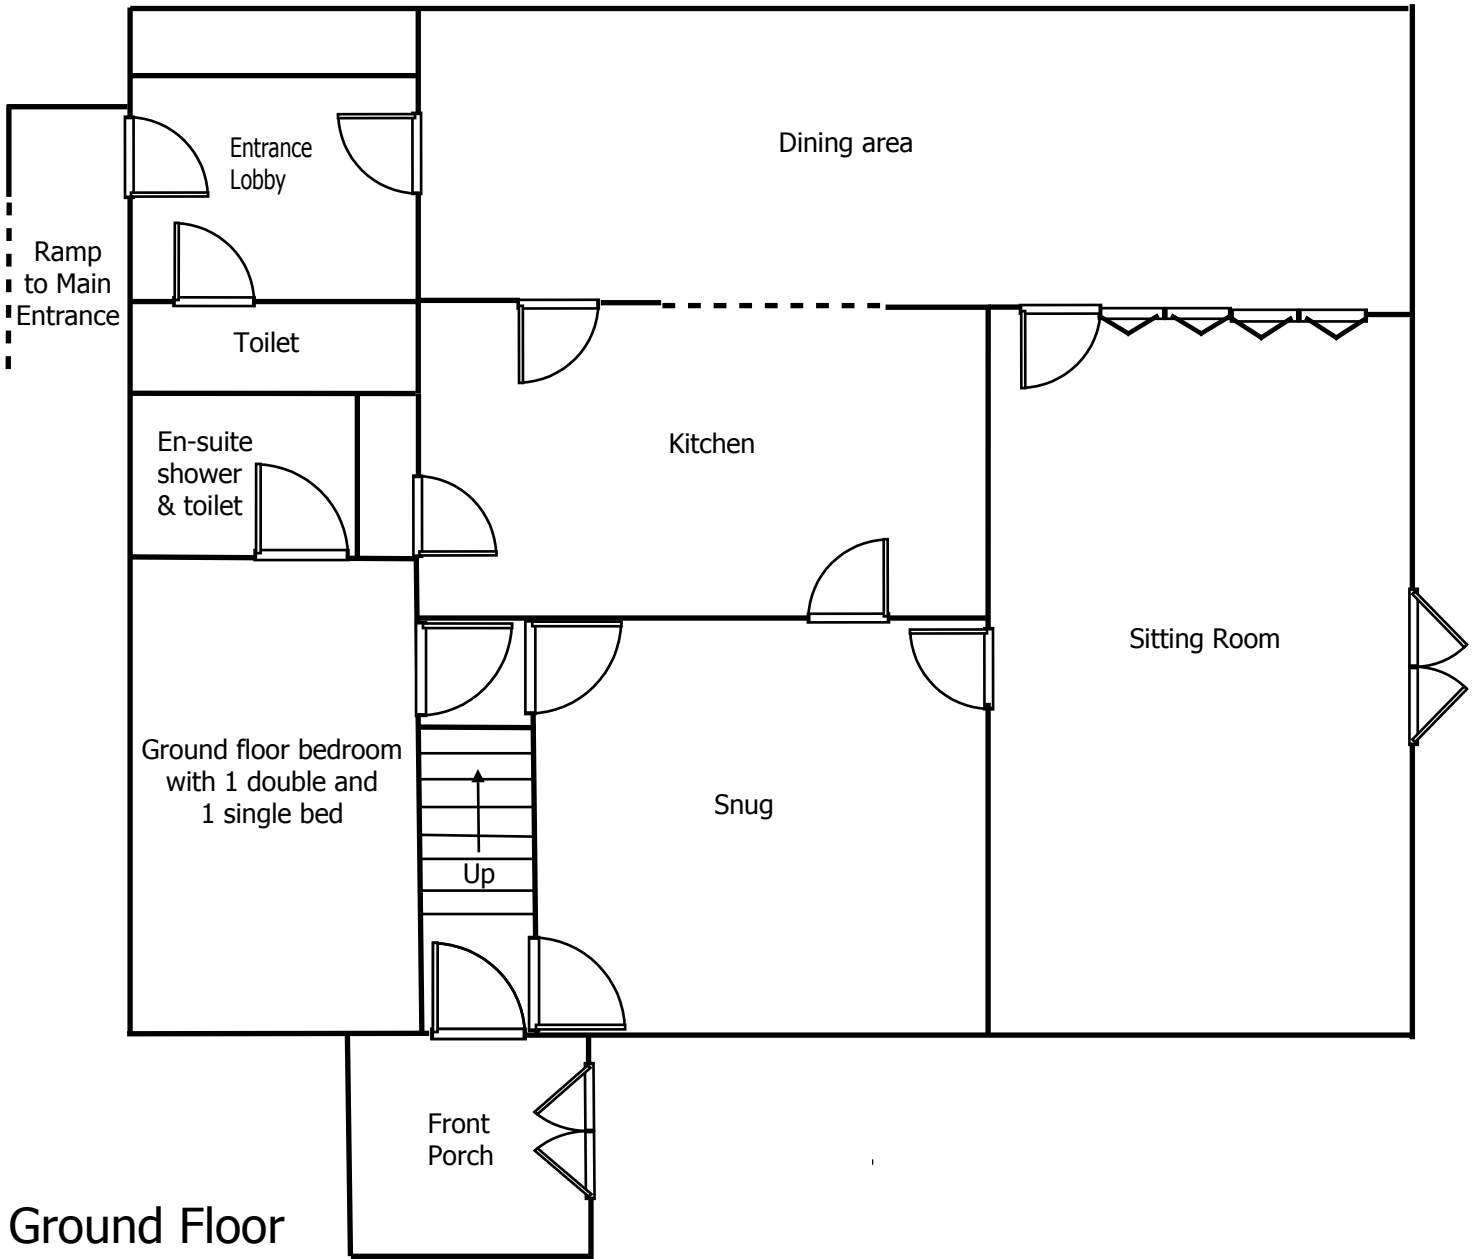 Entrance
Lobby
Dining area
Ramp
to Main
Entrance
Toilet
En-suite
shower
& toilet
Kitchen
Sitting Room
Ground floor bedroom
with 1 double and
1 single bed
Up
Snug
Front
Porch
Ground Floor